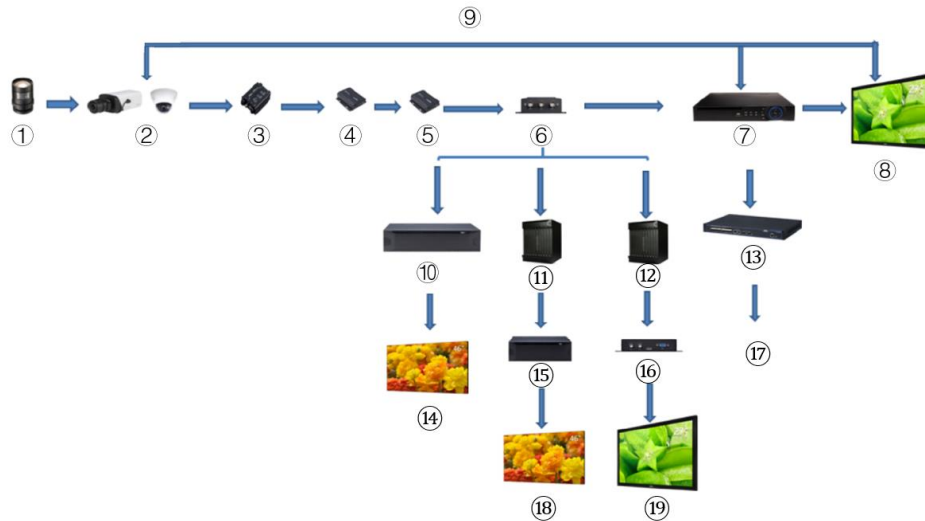 ⑨
① ② ③ ④ ⑤ ⑥ ⑦ ⑧
⑩ ⑪ ⑫ ⑬
⑭ ⑮ ⑯ ⑰
⑱ ⑲